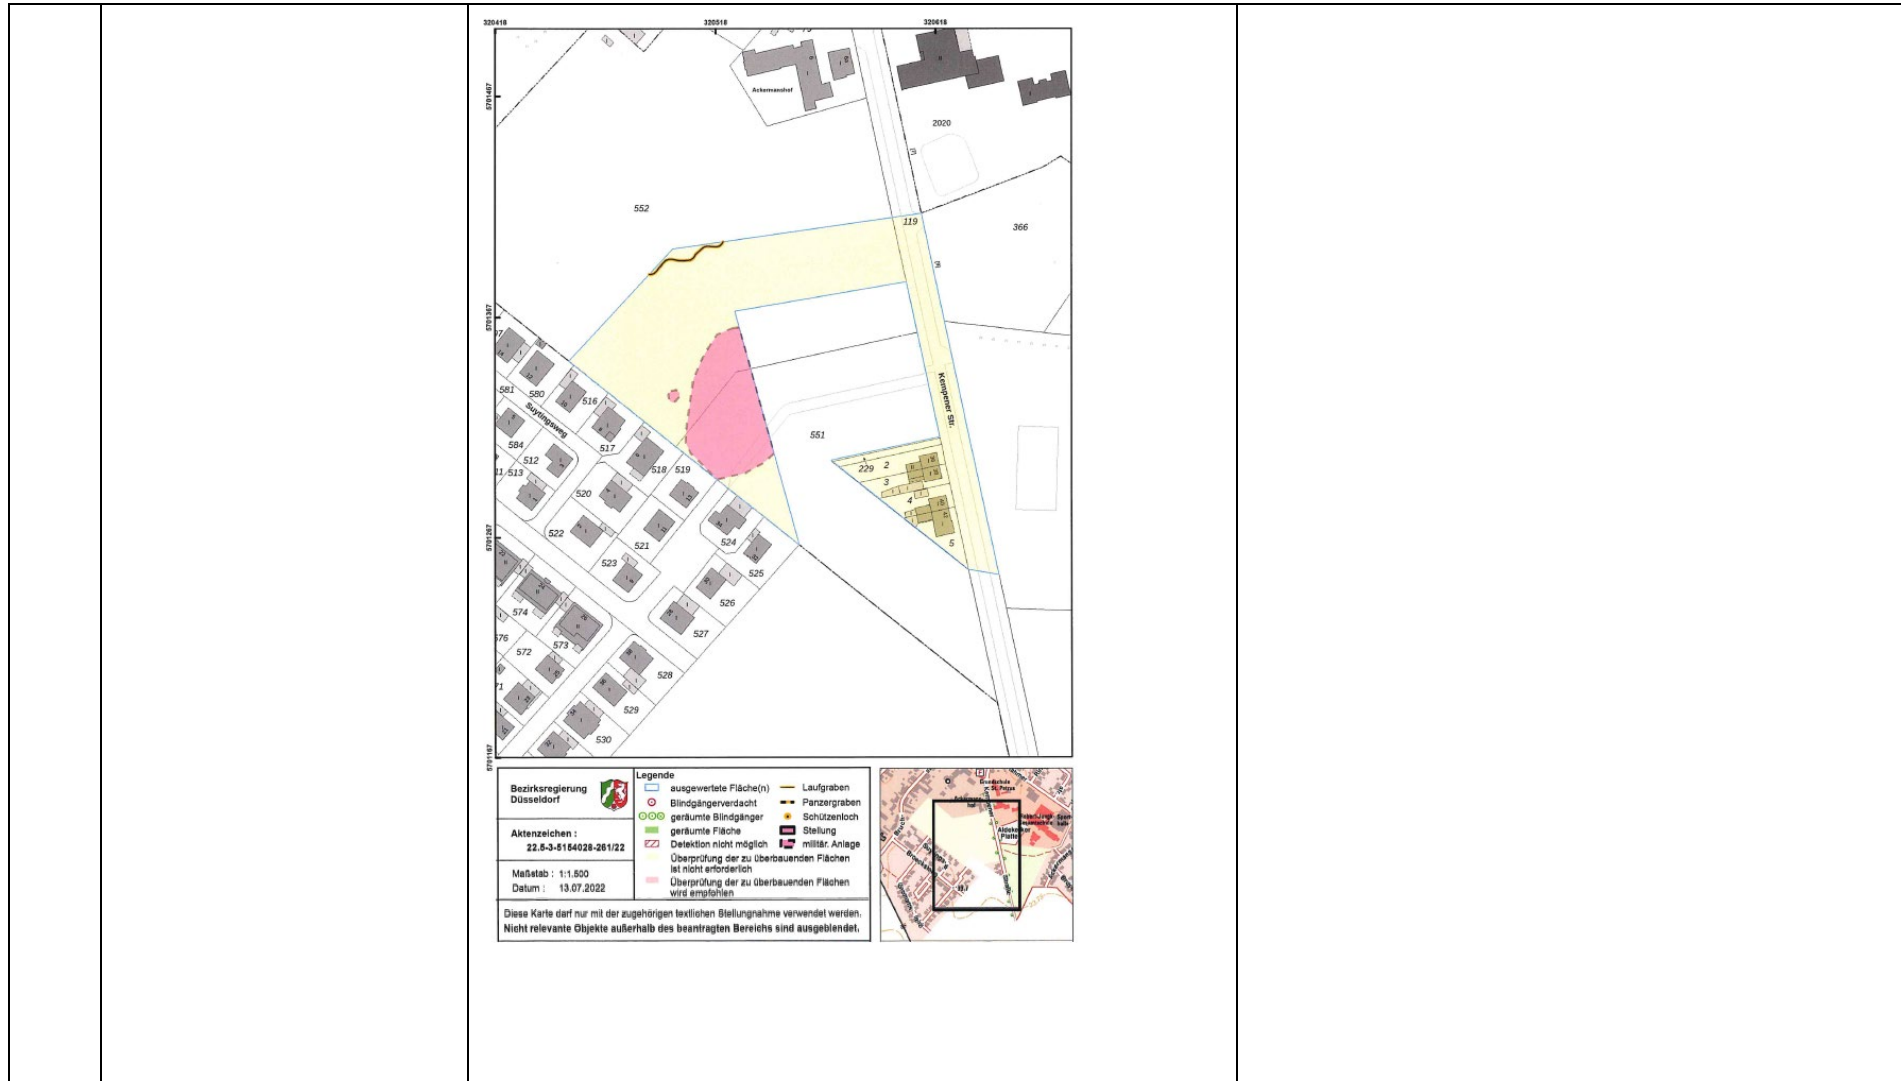 320418
320518
320618
5701467
Ackermanshof
2020
552
119
366
5701367
581
580
516
Suytingsweg
584
517
512
513
518
519
520
522
521
523
524
525
526
527
574
573
572
528
529
530
551
Kempener Str.
229
2
3
4
5
5701267
5701167
Bezirksregierung
Düsseldorf
Aktenzeichen :
22.5-3-5154028-261/22
Maßstab : 1:1.500
Datum : 13.07.2022
Legende
ausgewertete Fläche(n)
Blindgängerverdacht
geräumte Blindgänger
geräumte Fläche
Detektion nicht möglich
Überprüfung der zu überbauenden Flächen
ist nicht erforderlich
Überprüfung der zu überbauenden Flächen
wird empfohlen
Laufgraben
Panzergraben
Schützenloch
Stellung
militär. Anlage
Diese Karte darf nur mit der zugehörigen textlichen Stellungnahme verwendet werden.
Nicht relevante Objekte außerhalb des beantragten Bereichs sind ausgeblendet.
Grundschule
St. Petrus